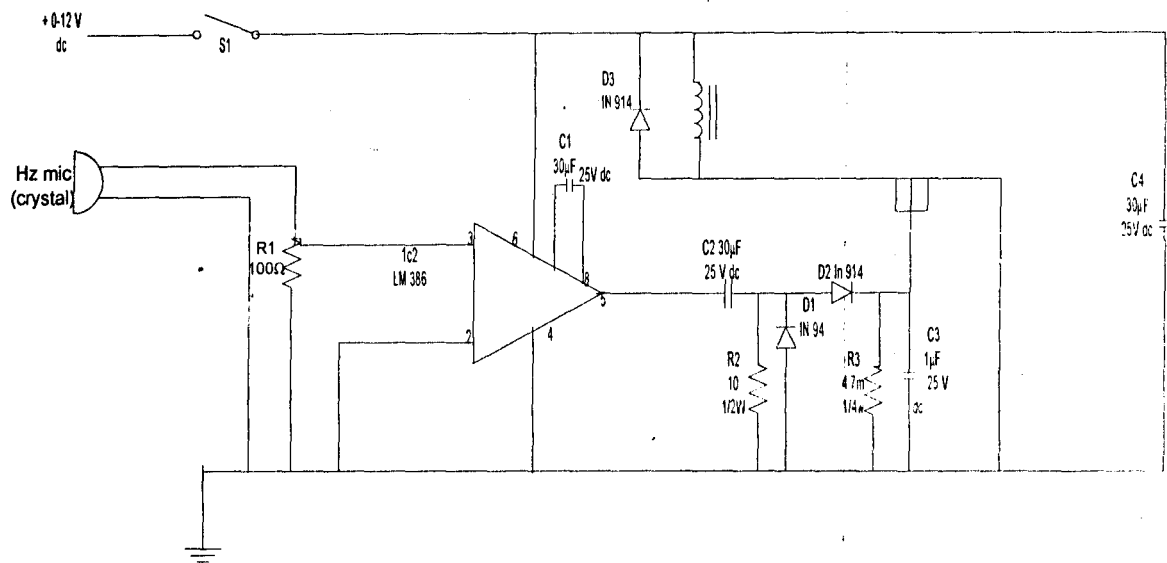 + 0-12 V
dc
S1
D3
IN 914
C1
30µF
25V dc
Hz mic
(crystal)
R1
100Ω
1c2
LM 386
3
6
8
5
2
4
C2 30µF
25 V dc
D2 In 914
D1
IN 94
R2
10
1/2W
R3
4.7m
1/4w
C3
1µF
25 V
dc
C4
30µF
25V dc